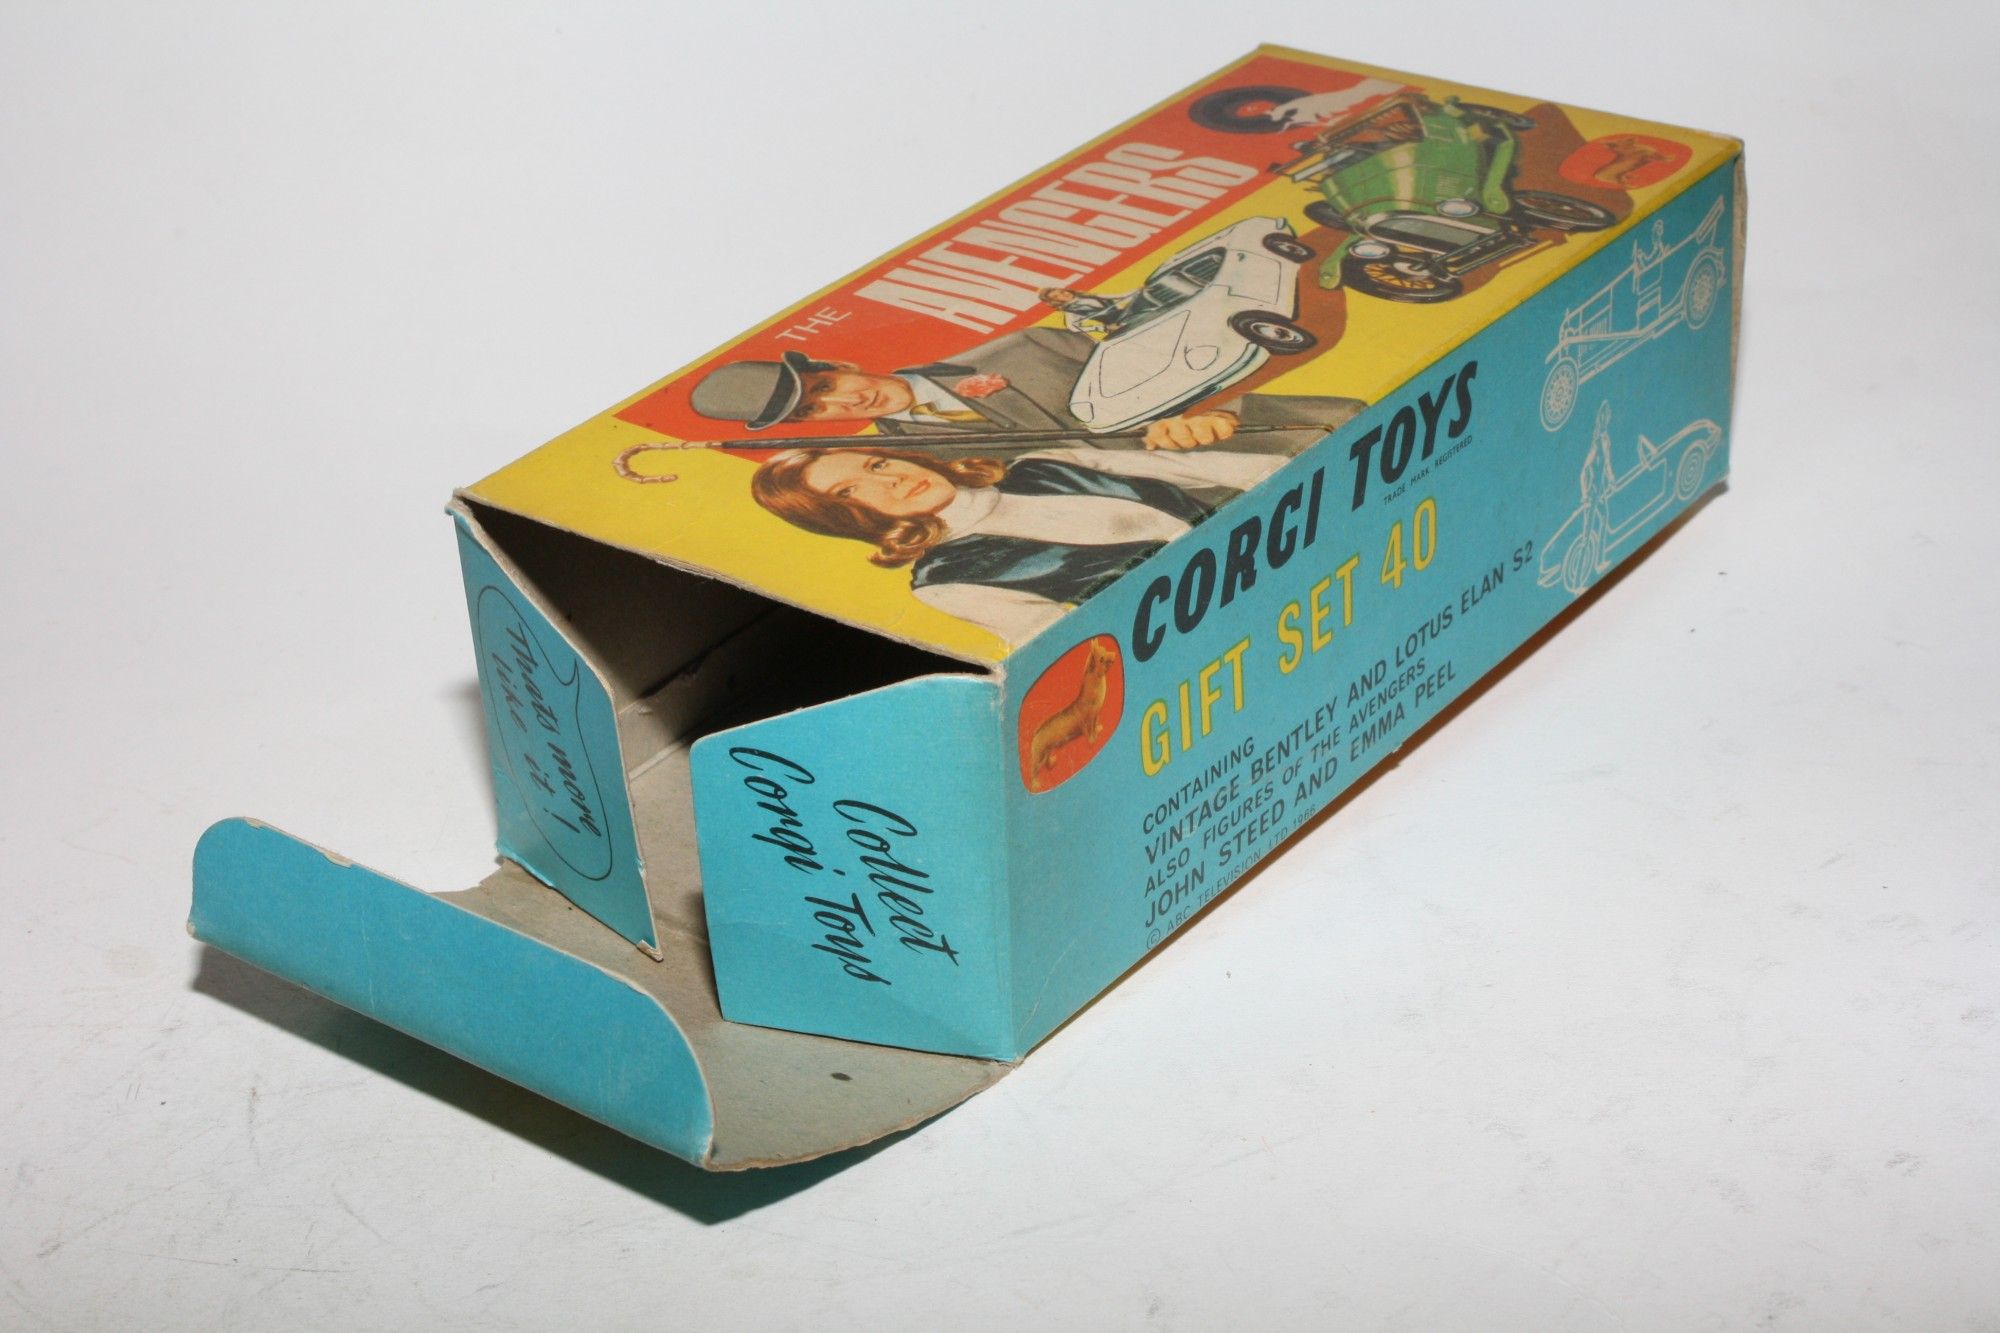 THE
AVENGERS
CORGI TOYS
TRADE MARK REGISTERED
GIFT SET 40
CONTAINING
VINTAGE BENTLEY AND LOTUS ELAN S2
ALSO FIGURES OF THE AVENGERS
JOHN STEED AND EMMA PEEL
© ABC TELEVISION LTD 1966
Thats more
like it!
Collect
Corgi Toys